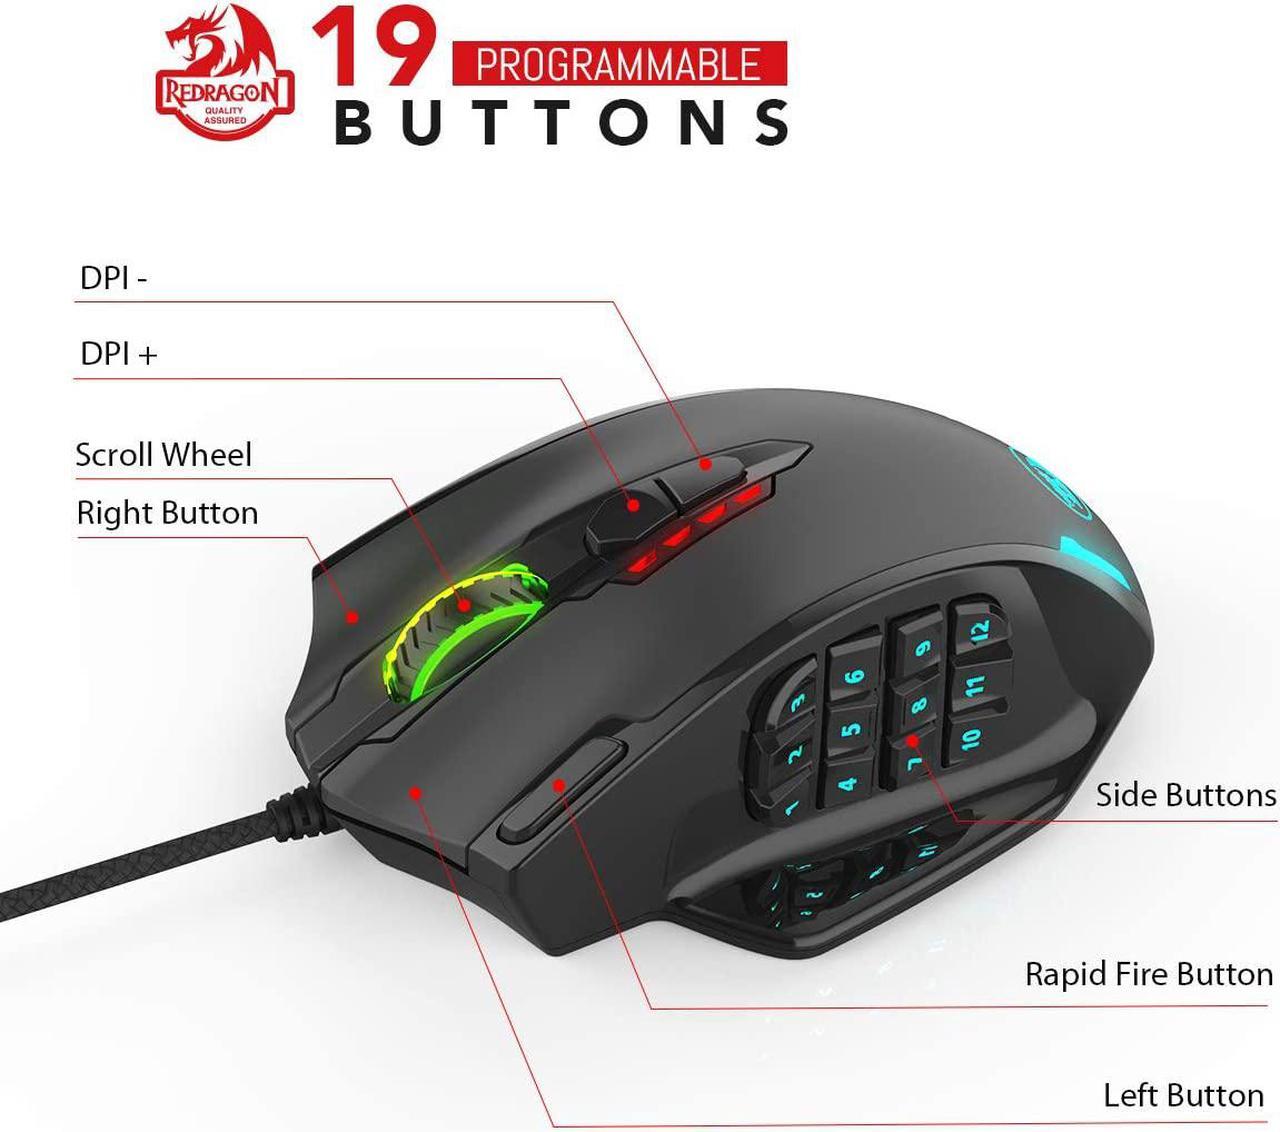 REDRAGON
QUALITY
ASSURED
19 PROGRAMMABLE
BUTTONS
DPI -
DPI +
Scroll Wheel
Right Button
3 6 9 12
2 5 8 11
1 4 7 10
Side Buttons
Rapid Fire Button
Left Button